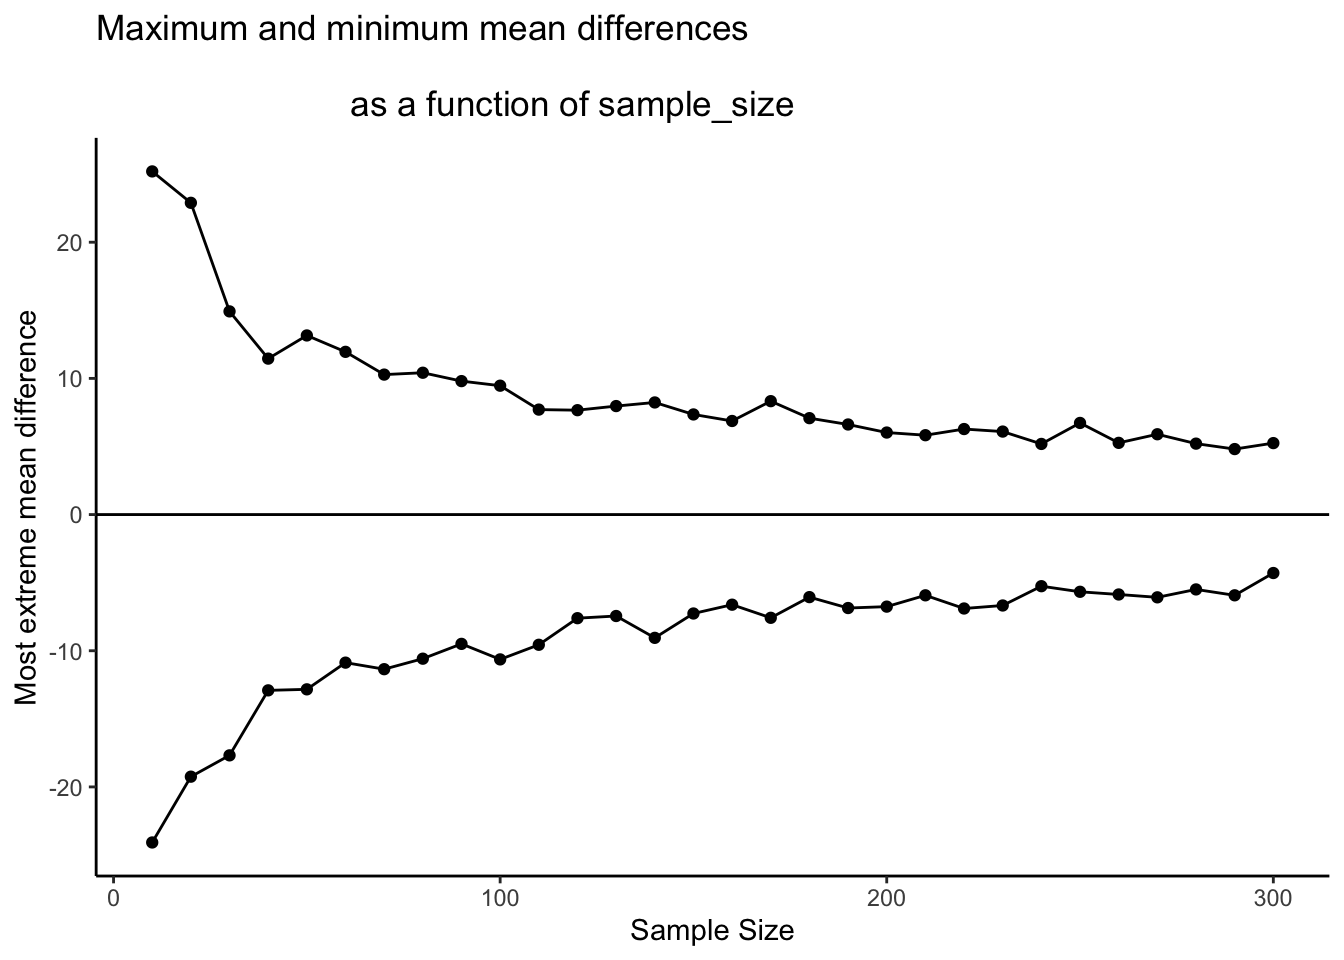 Maximum and minimum mean differences
as a function of sample_size
Most extreme mean difference
20
10
0
-10
-20
0
100
200
300
Sample Size